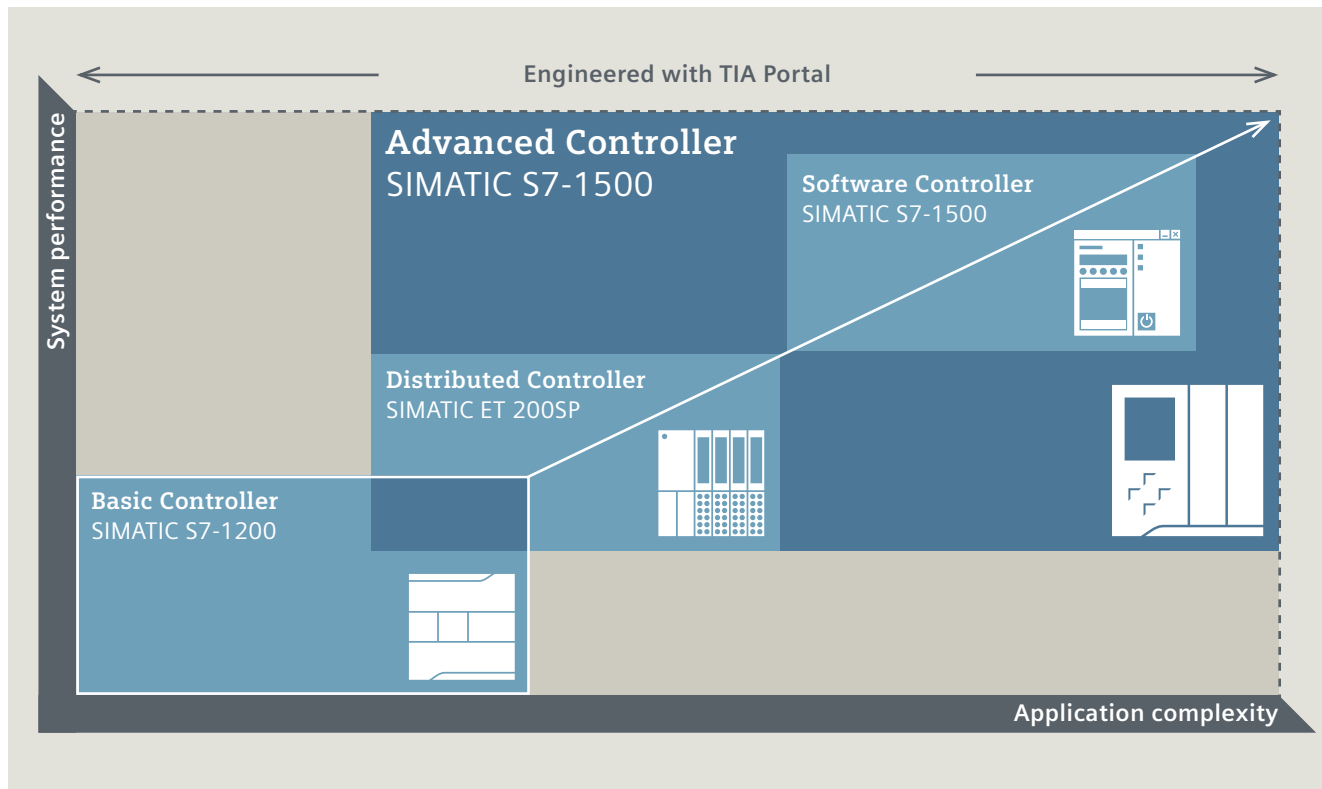 Engineered with TIA Portal
System performance
Advanced Controller
SIMATIC S7-1500
Software Controller
SIMATIC S7-1500
Distributed Controller
SIMATIC ET 200SP
Basic Controller
SIMATIC S7-1200
Application complexity